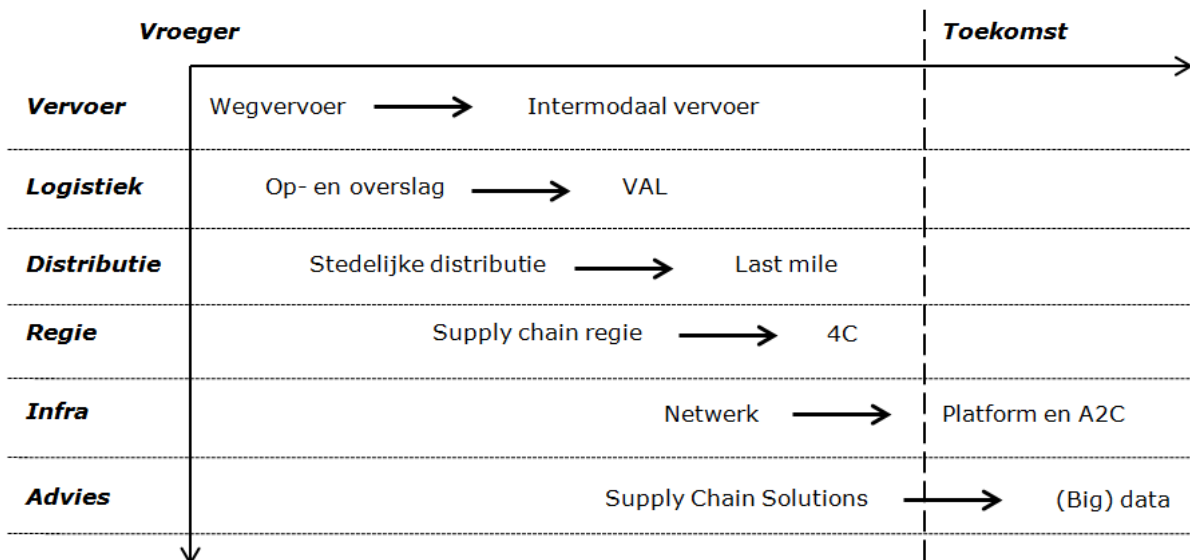 Vroeger Toekomst
Vervoer Wegvervoer Intermodaal vervoer
Logistiek Op- en overslag VAL
Distributie Stedelijke distributie Last mile
Regie Supply chain regie 4C
Infra Netwerk Platform en A2C
Advies Supply Chain Solutions (Big) data